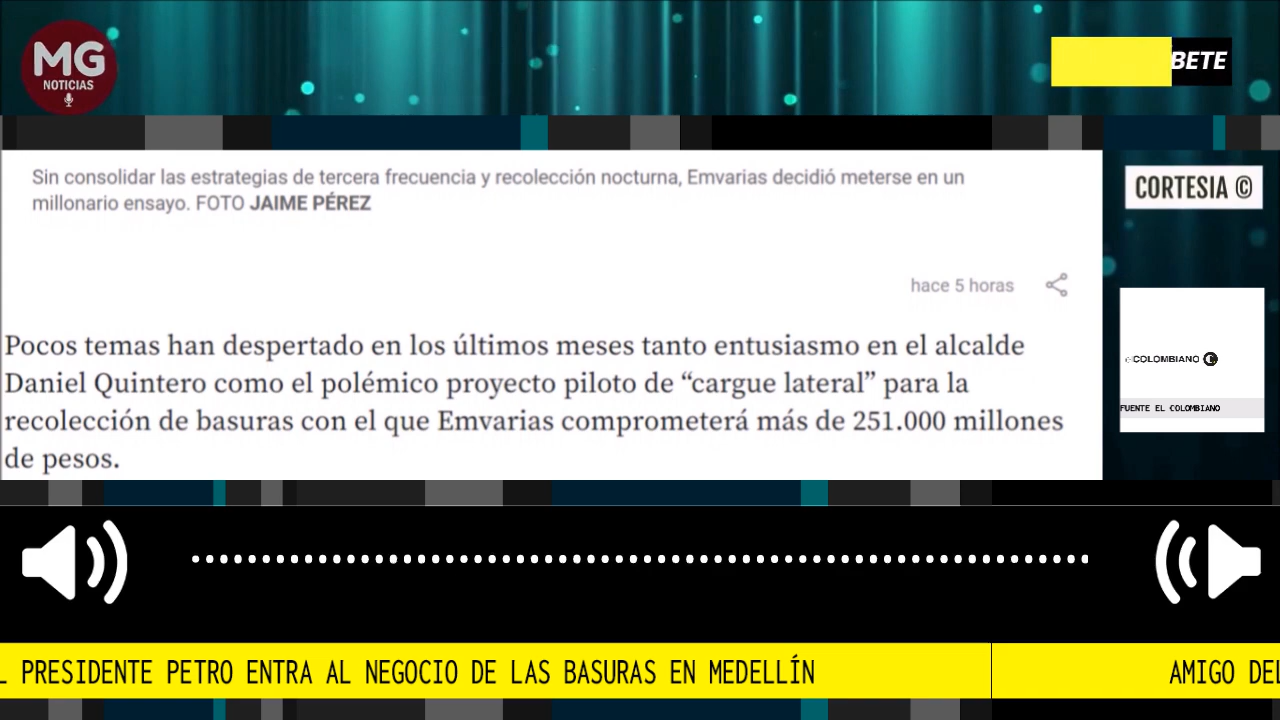 MG
NOTICIAS
BETE
Sin consolidar las estrategias de tercera frecuencia y recolección nocturna, Emvarias decidió meterse en un
millonario ensayo. FOTO JAIME PÉREZ
CORTESIA ©
hace 5 horas
Pocos temas han despertado en los últimos meses tanto entusiasmo en el alcalde
Daniel Quintero como el polémico proyecto piloto de “cargue lateral” para la
recolección de basuras con el que Emvarias comprometerá más de 251.000 millones
de pesos.
COLOMBIANO
FUENTE EL COLOMBIANO
L PRESIDENTE PETRO ENTRA AL NEGOCIO DE LAS BASURAS EN MEDELLÍN
AMIGO DEL